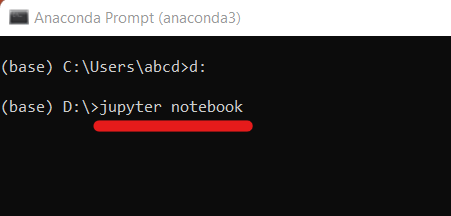 Anaconda Prompt (anaconda3)
(base) C:\Users\abcd>d:
(base) D:\>jupyter notebook